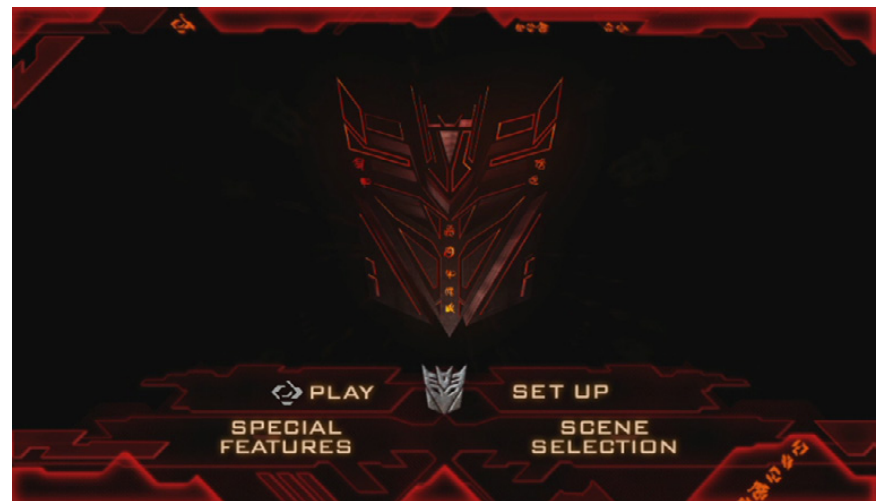 PLAY
SET UP
SPECIAL
FEATURES
SCENE
SELECTION